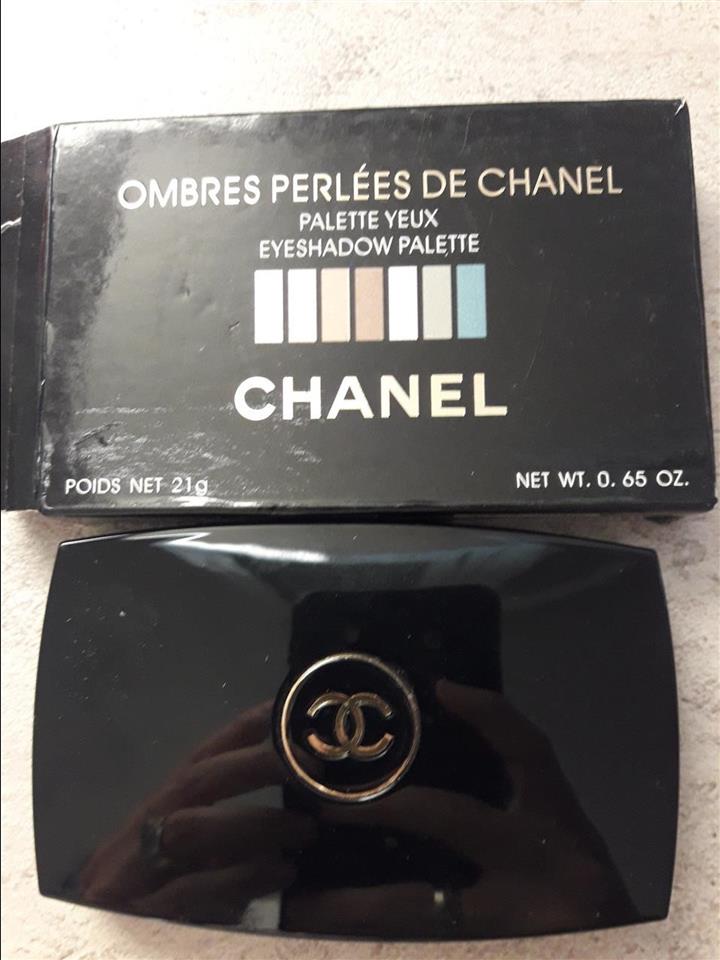 OMBRES PERLÉES DE CHANEL
PALETTE YEUX
EYESHADOW PALETTE
CHANEL
POIDS NET 21g
NET WT. 0. 65 OZ.